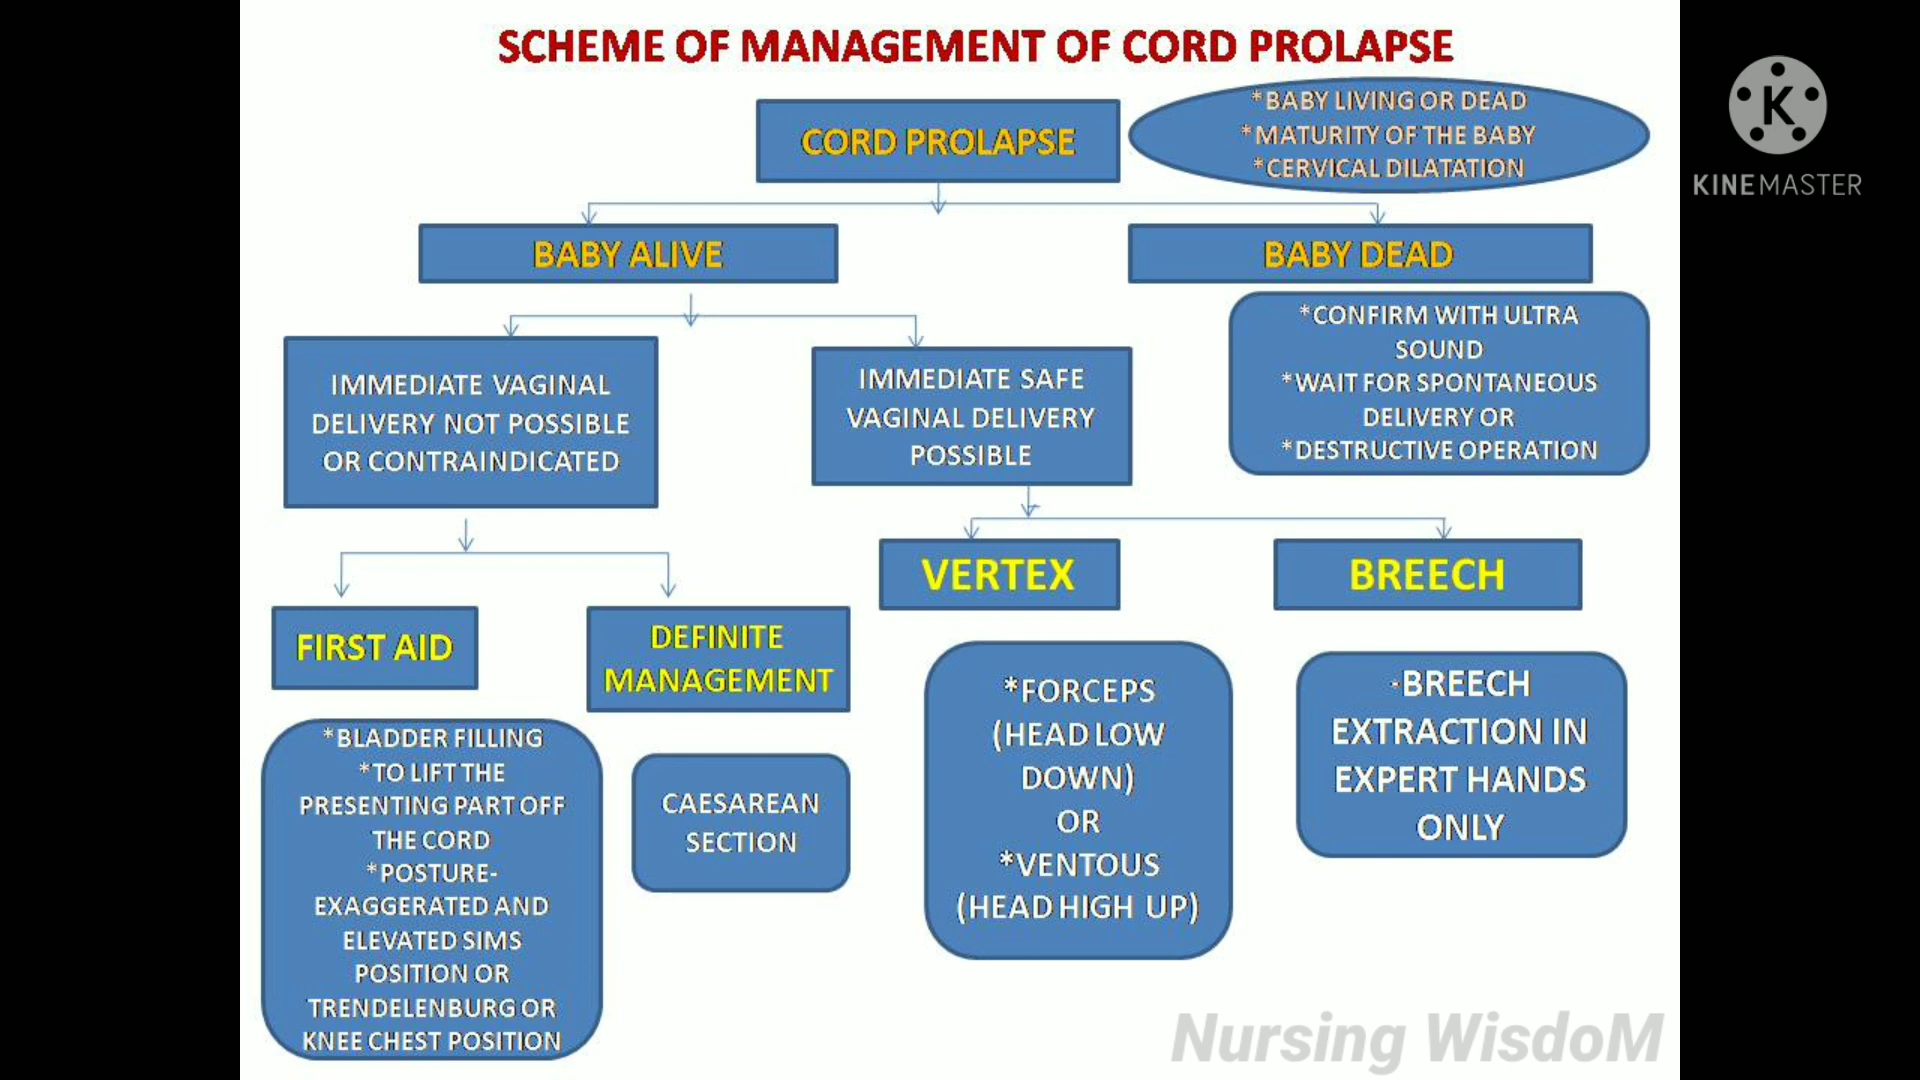 SCHEME OF MANAGEMENT OF CORD PROLAPSE
CORD PROLAPSE
*BABY LIVING OR DEAD
*MATURITY OF THE BABY
*CERVICAL DILATATION
K
KINEMASTER
BABY ALIVE
BABY DEAD
IMMEDIATE VAGINAL
DELIVERY NOT POSSIBLE
OR CONTRAINDICATED
IMMEDIATE SAFE
VAGINAL DELIVERY
POSSIBLE
*CONFIRM WITH ULTRA
SOUND
*WAIT FOR SPONTANEOUS
DELIVERY OR
*DESTRUCTIVE OPERATION
VERTEX
BREECH
FIRST AID
DEFINITE
MANAGEMENT
*BLADDER FILLING
*TO LIFT THE
PRESENTING PART OFF
THE CORD
*POSTURE-
EXAGGERATED AND
ELEVATED SIMS
POSITION OR
TRENDELENBURG OR
KNEE CHEST POSITION
CAESAREAN
SECTION
*FORCEPS
(HEAD LOW
DOWN)
OR
*VENTOUS
(HEAD HIGH UP)
-BREECH
EXTRACTION IN
EXPERT HANDS
ONLY
Nursing WisdoM